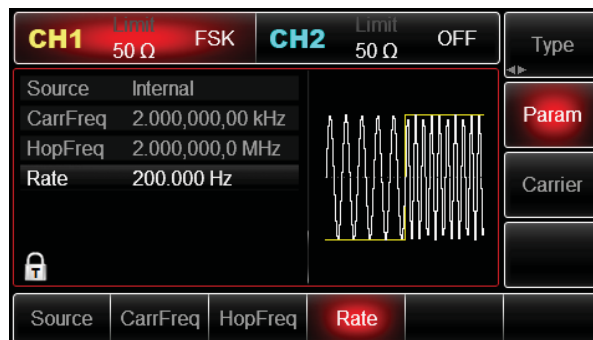 CH1 Limit 50 Ω FSK CH2 Limit 50 Ω OFF
Type
Source Internal
CarrFreq 2.000,000,00 kHz
HopFreq 2.000,000,0 MHz
Rate 200.000 Hz
Param
Carrier
T
Source CarrFreq HopFreq Rate